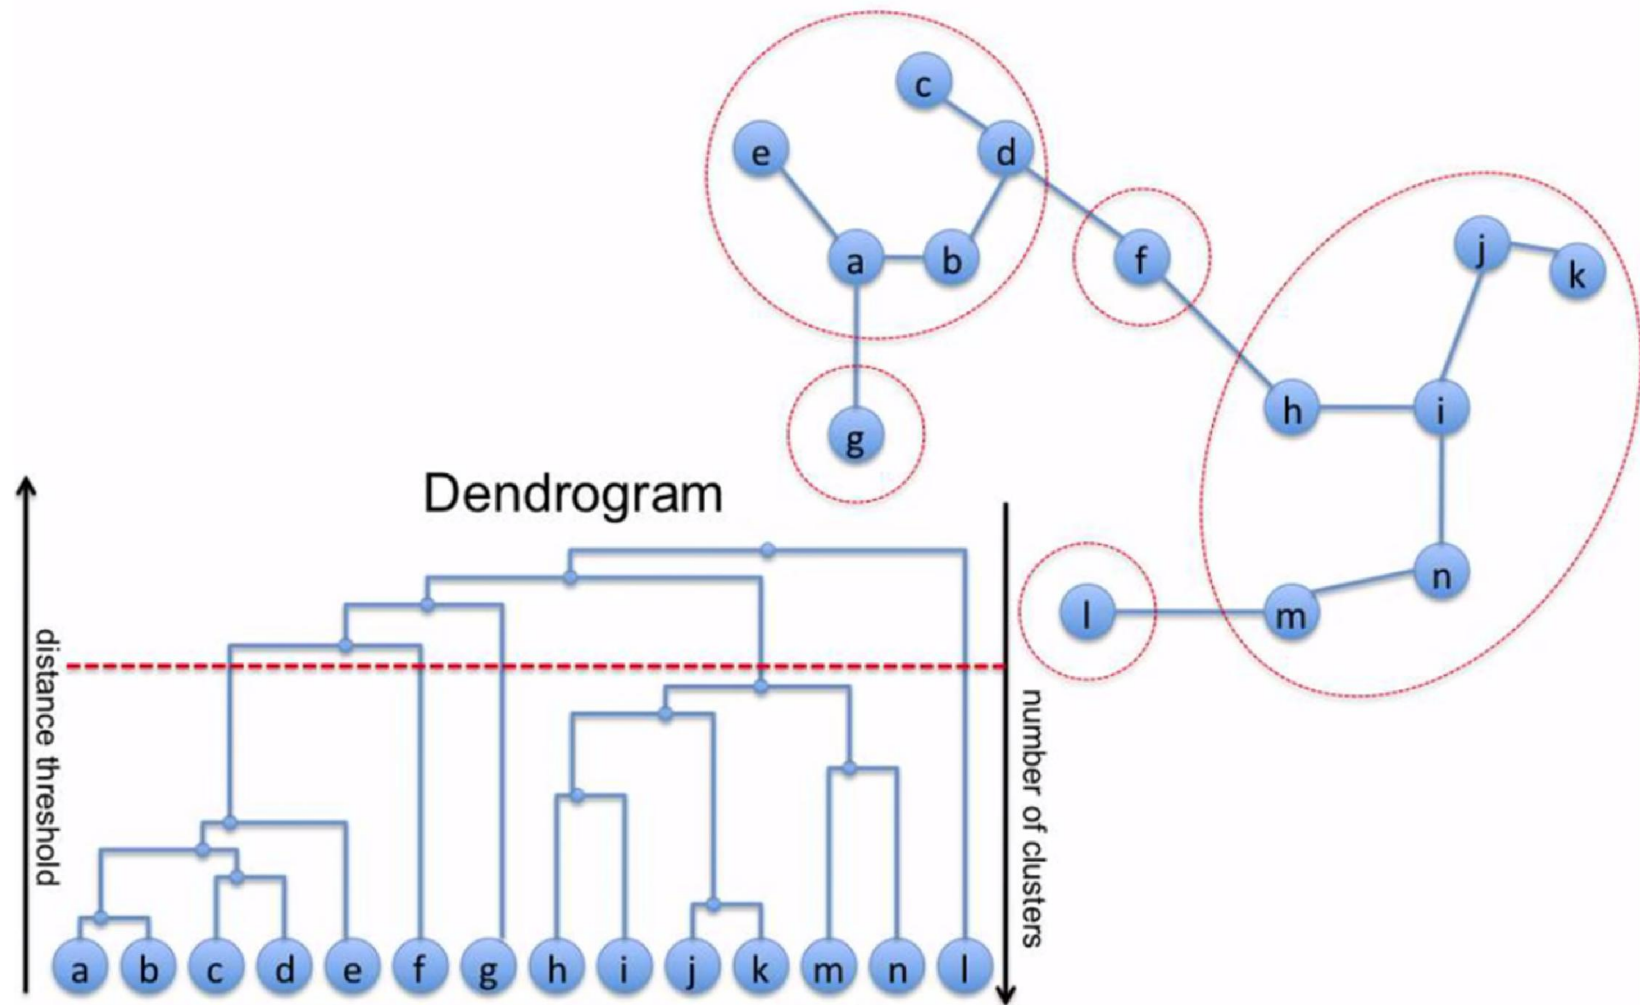 c
e
d
a
b
f
j
k
g
h
i
l
m
n
Dendrogram
distance threshold
number of clusters
a b c d e f g h i j k m n l